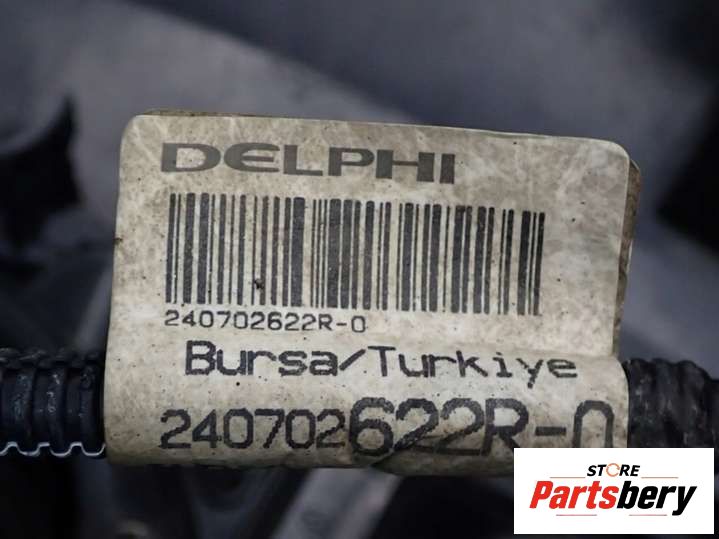 DELPHI
240702622R-0
Bursa/Turkiye
240702622R-0
STORE
Partsbery